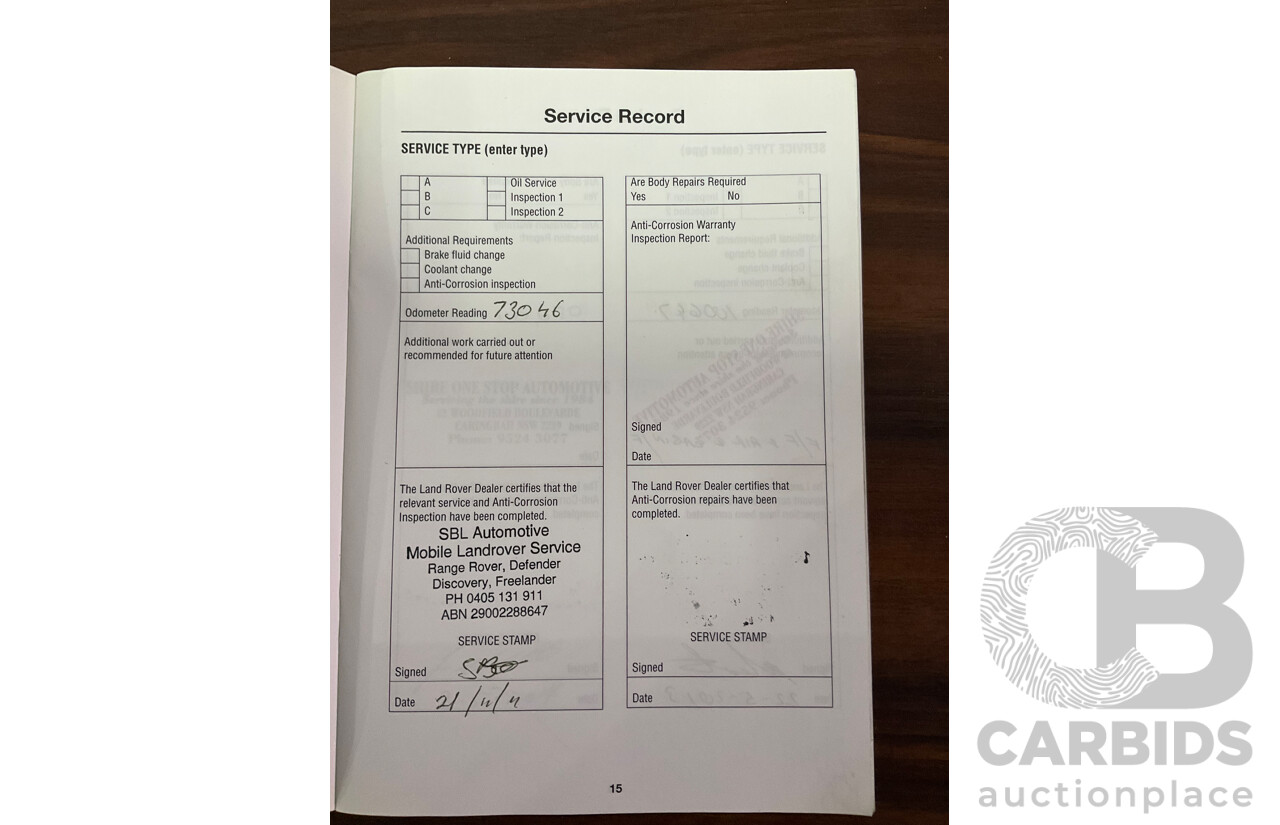 Service Record
SERVICE TYPE (enter type)
A
B
C
Oil Service
Inspection 1
Inspection 2
Additional Requirements
Brake fluid change
Coolant change
Anti-Corrosion inspection
Odometer Reading 73046
Additional work carried out or
recommended for future attention
The Land Rover Dealer certifies that the
relevant service and Anti-Corrosion
Inspection have been completed.
SBL Automotive
Mobile Landrover Service
Range Rover, Defender
Discovery, Freelander
PH 0405 131 911
ABN 29002288647
SERVICE STAMP
Signed
Date 21/11/11
Are Body Repairs Required
Yes No
Anti-Corrosion Warranty
Inspection Report:
Signed
Date
The Land Rover Dealer certifies that
Anti-Corrosion repairs have been
completed.
SERVICE STAMP
Signed
Date
15
CB
CARBIDS
auctionplace